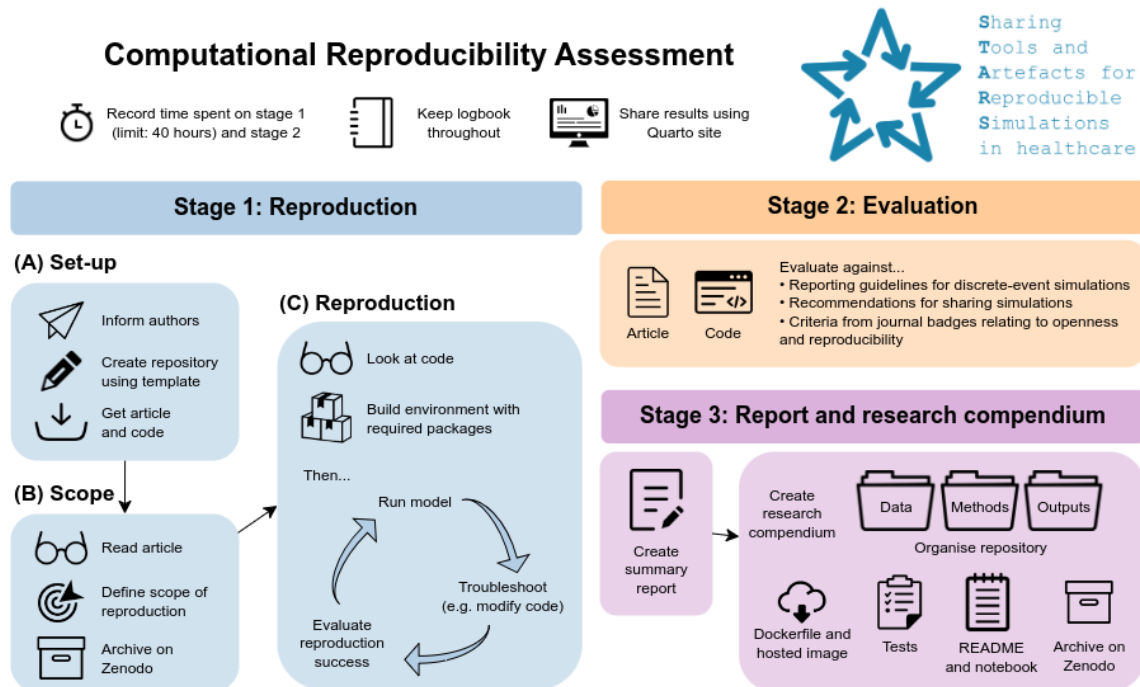 Computational Reproducibility Assessment
Record time spent on stage 1
(limit: 40 hours) and stage 2
Keep logbook
throughout
Share results using
Quarto site
Sharing
Tools and
Artefacts for
Reproducible
Simulations
in healthcare
Stage 1: Reproduction
(A) Set-up
Inform authors
Create repository
using template
Get article
and code
(B) Scope
Read article
Define scope of
reproduction
Archive on
Zenodo
(C) Reproduction
Look at code
Build environment with
required packages
Then...
Run model
Troubleshoot
(e.g. modify code)
Evaluate
reproduction
success
Stage 2: Evaluation
Article
Code
Evaluate against...
• Reporting guidelines for discrete-event simulations
• Recommendations for sharing simulations
• Criteria from journal badges relating to openness
and reproducibility
Stage 3: Report and research compendium
Create
summary
report
Create
research
compendium
Data
Methods
Outputs
Organise repository
Dockerfile and
hosted image
Tests
README
and notebook
Archive on
Zenodo